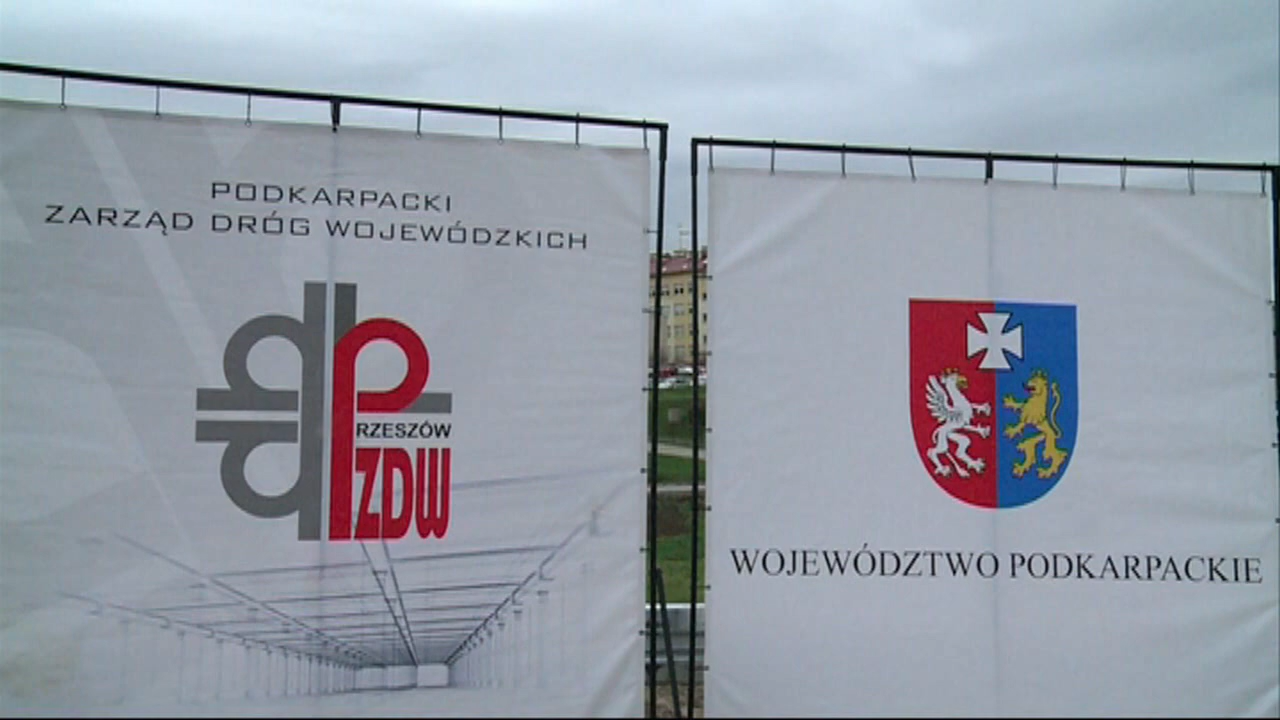 PODKARPACKI
ZARZĄD DRÓG WOJEWÓDZKICH
RZESZÓW
PZDW
WOJEWÓDZTWO PODKARPACKIE